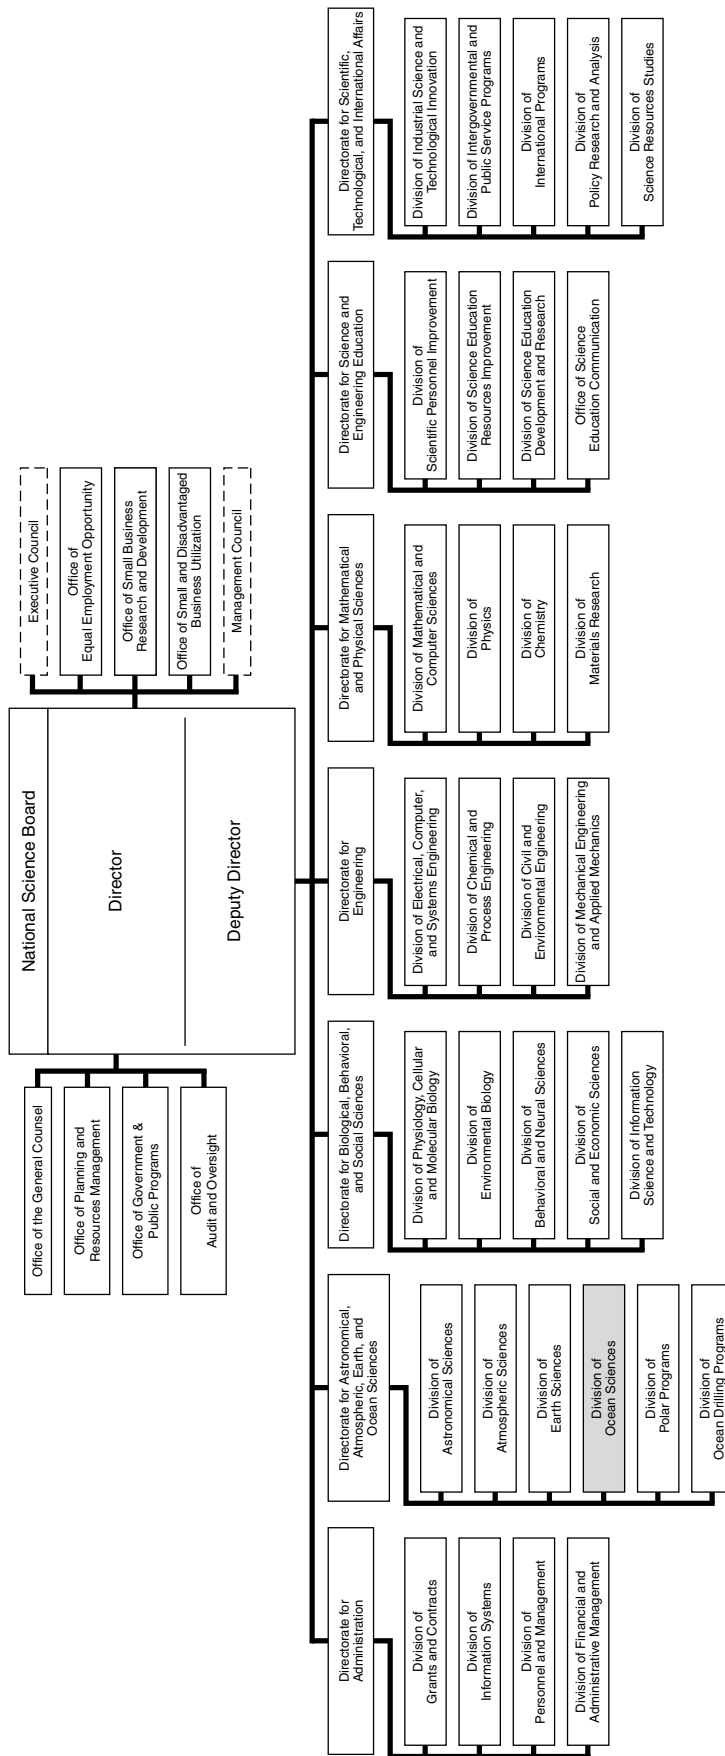 National Science Board
Director
Deputy Director
Office of the General Counsel
Office of Planning and
Resources Management
Office of Government &
Public Programs
Office of
Audit and Oversight
Executive Council
Office of
Equal Employment Opportunity
Office of Small Business
Research and Development
Office of Small and Disadvantaged
Business Utilization
Management Council
Directorate for
Administration
Division of
Grants and Contracts
Division of
Information Systems
Division of
Personnel and Management
Division of Financial and
Administrative Management
Directorate for Astronomical,
Atmospheric, Earth, and
Ocean Sciences
Division of
Astronomical Sciences
Division of
Atmospheric Sciences
Division of
Earth Sciences
Division of
Ocean Sciences
Division of
Polar Programs
Division of
Ocean Drilling Programs
Directorate for Biological, Behavioral,
and Social Sciences
Division of Physiology, Cellular
and Molecular Biology
Division of
Environmental Biology
Division of
Behavioral and Neural Sciences
Division of
Social and Economic Sciences
Division of Information
Science and Technology
Directorate for
Engineering
Division of Electrical, Computer,
and Systems Engineering
Division of Chemical and
Process Engineering
Division of Civil and
Environmental Engineering
Division of Mechanical Engineering
and Applied Mechanics
Directorate for Mathematical
and Physical Sciences
Division of Mathematical and
Computer Sciences
Division of
Physics
Division of
Chemistry
Division of
Materials Research
Directorate for Science and
Engineering Education
Division of
Scientific Personnel Improvement
Division of Science Education
Resources Improvement
Division of Science Education
Development and Research
Office of Science
Education Communication
Directorate for Scientific,
Technological, and International Affairs
Division of Industrial Science and
Technological Innovation
Division of Intergovernmental and
Public Service Programs
Division of
International Programs
Division of
Policy Research and Analysis
Division of
Science Resources Studies